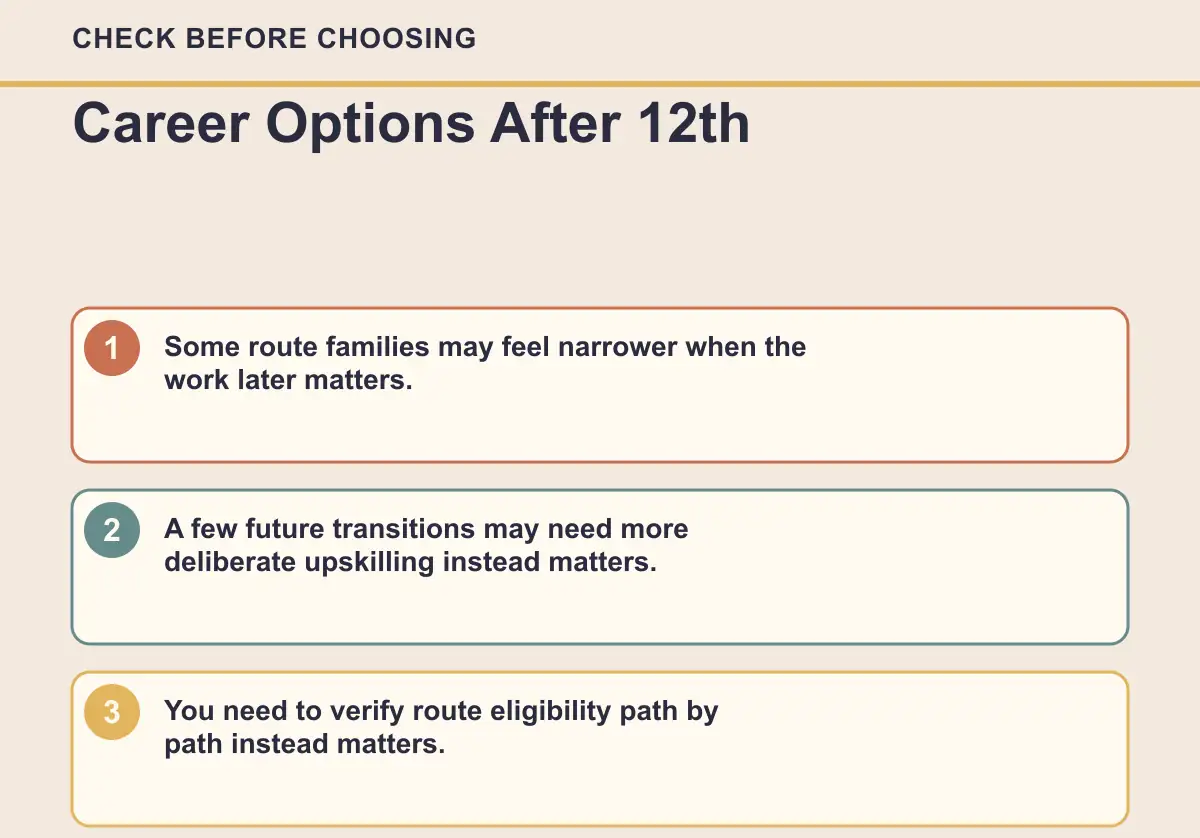 CHECK BEFORE CHOOSING
Career Options After 12th
1
Some route families may feel narrower when the
work later matters.
2
A few future transitions may need more
deliberate upskilling instead matters.
3
You need to verify route eligibility path by
path instead matters.